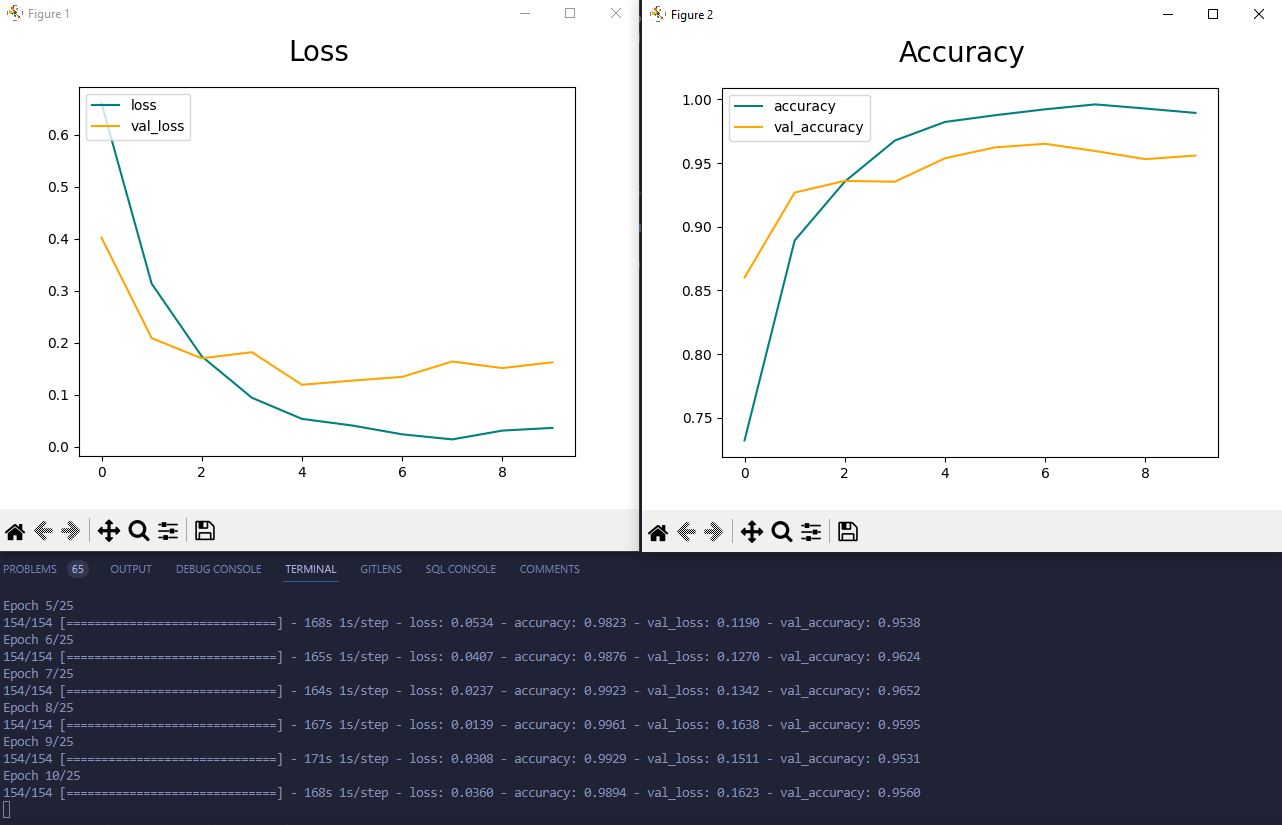 Figure 1
Loss
loss
val_loss
0.6
0.5
0.4
0.3
0.2
0.1
0.0
0 2 4 6 8
Figure 2
Accuracy
accuracy
val_accuracy
1.00
0.95
0.90
0.85
0.80
0.75
0 2 4 6 8
PROBLEMS 65 OUTPUT DEBUG CONSOLE TERMINAL GITLENS SQL CONSOLE COMMENTS
Epoch 5/25
154/154 [==============================] - 168s 1s/step - loss: 0.0534 - accuracy: 0.9823 - val_loss: 0.1190 - val_accuracy: 0.9538
Epoch 6/25
154/154 [==============================] - 165s 1s/step - loss: 0.0407 - accuracy: 0.9876 - val_loss: 0.1270 - val_accuracy: 0.9624
Epoch 7/25
154/154 [==============================] - 164s 1s/step - loss: 0.0237 - accuracy: 0.9923 - val_loss: 0.1342 - val_accuracy: 0.9652
Epoch 8/25
154/154 [==============================] - 167s 1s/step - loss: 0.0139 - accuracy: 0.9961 - val_loss: 0.1638 - val_accuracy: 0.9595
Epoch 9/25
154/154 [==============================] - 171s 1s/step - loss: 0.0308 - accuracy: 0.9929 - val_loss: 0.1511 - val_accuracy: 0.9531
Epoch 10/25
154/154 [==============================] - 168s 1s/step - loss: 0.0360 - accuracy: 0.9894 - val_loss: 0.1623 - val_accuracy: 0.9560